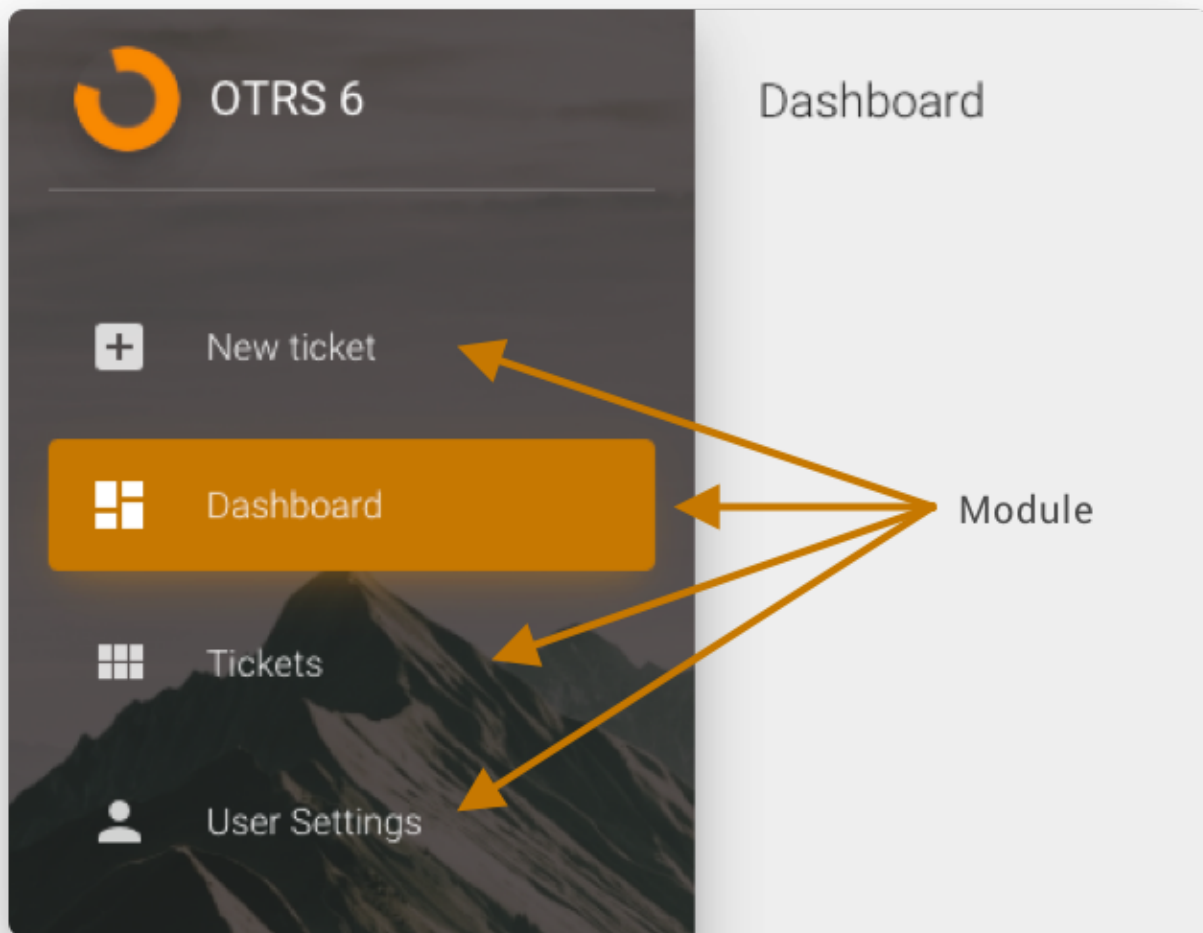 OTRS 6
Dashboard
New ticket
Dashboard
Module
Tickets
User Settings